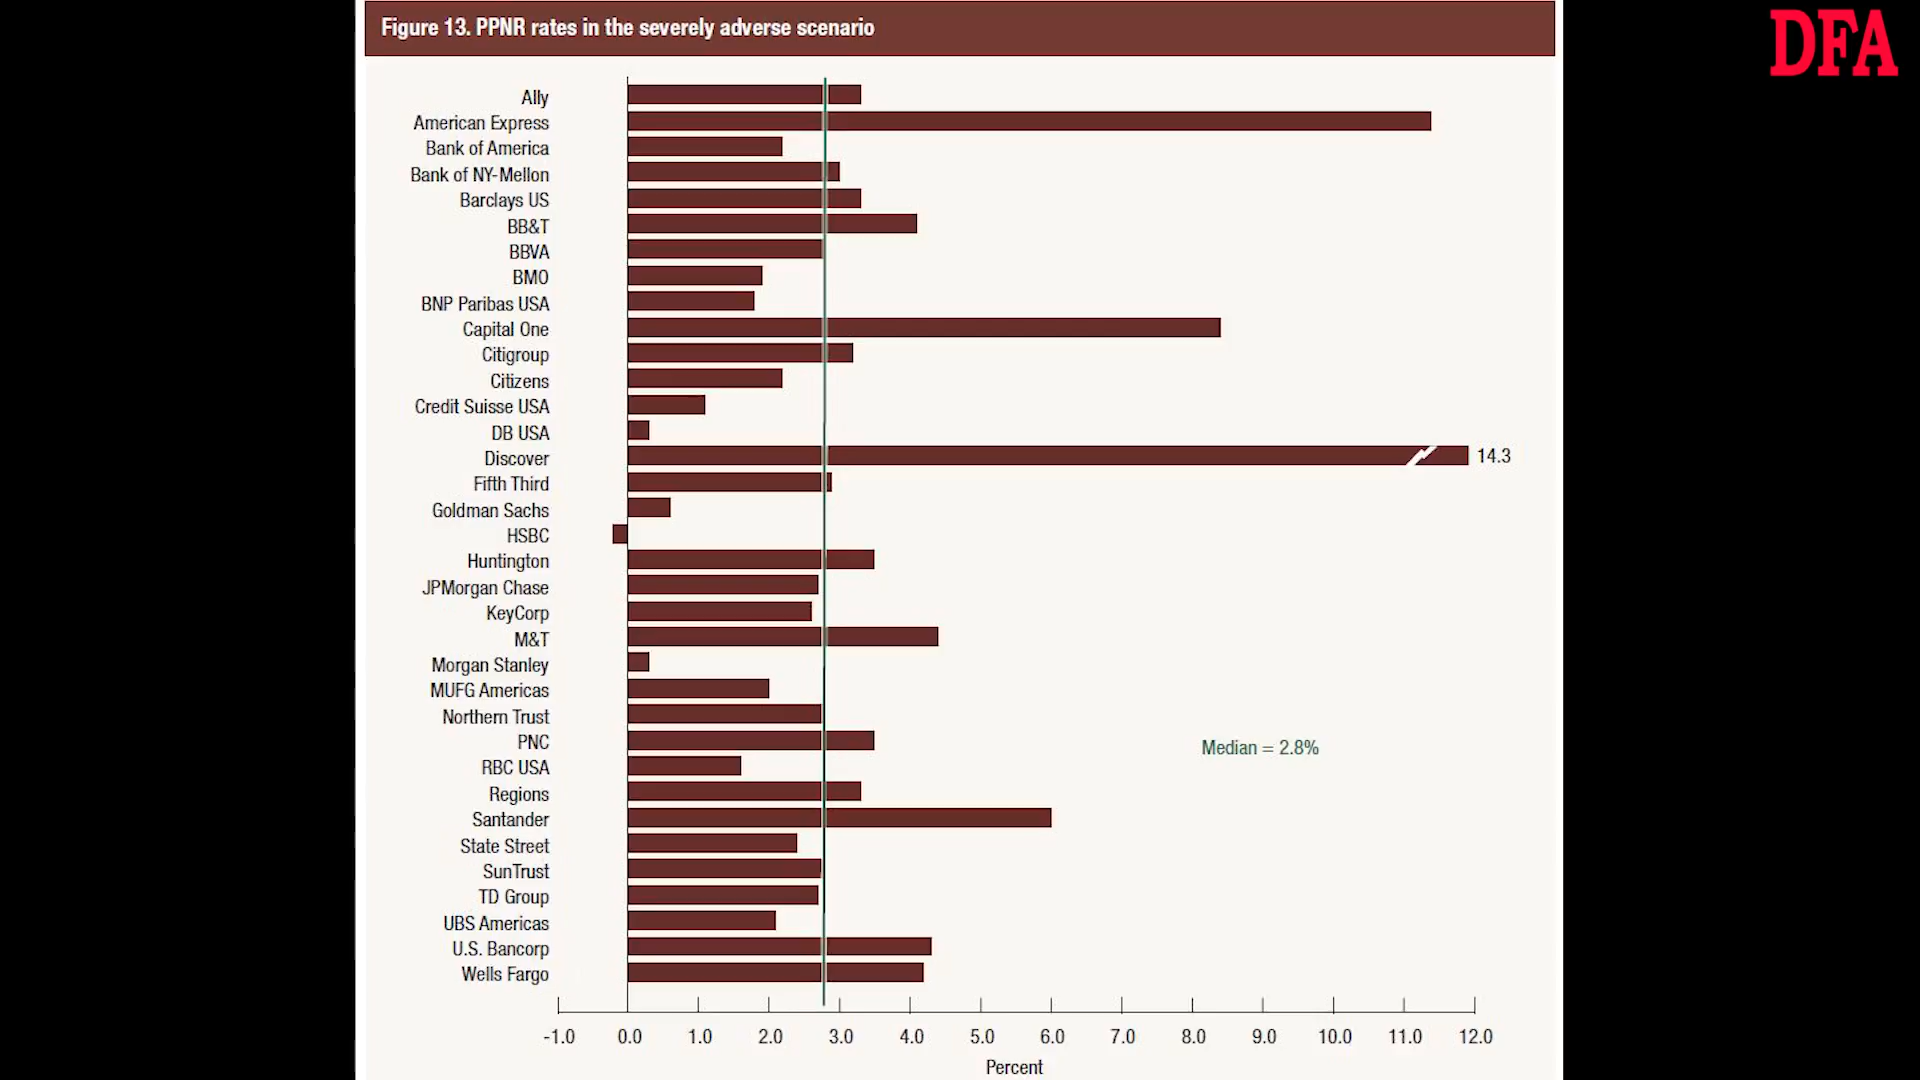 Figure 13. PPNR rates in the severely adverse scenario
DFA
Ally
American Express
Bank of America
Bank of NY-Mellon
Barclays US
BB&T
BBVA
BMO
BNP Paribas USA
Capital One
Citigroup
Citizens
Credit Suisse USA
DB USA
Discover
14.3
Fifth Third
Goldman Sachs
HSBC
Huntington
JPMorgan Chase
KeyCorp
M&T
Morgan Stanley
MUFG Americas
Northern Trust
PNC
Median = 2.8%
RBC USA
Regions
Santander
State Street
SunTrust
TD Group
UBS Americas
U.S. Bancorp
Wells Fargo
-1.0 0.0 1.0 2.0 3.0 4.0 5.0 6.0 7.0 8.0 9.0 10.0 11.0 12.0
Percent